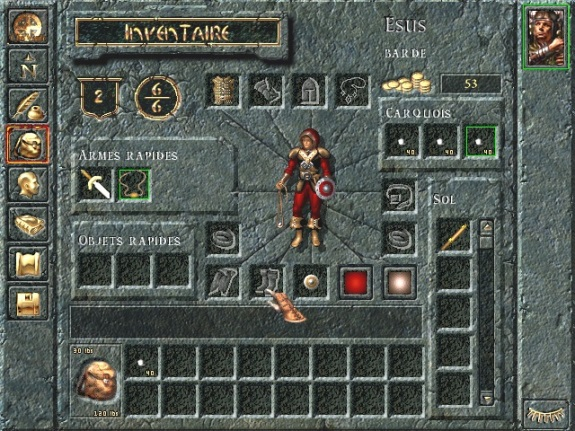 Inventaire
Esus
barde
2
6
6
53
Carquois
40
40
40
Armes rapides
Sol
Objets rapides
30 lbs
40
120 lbs
N